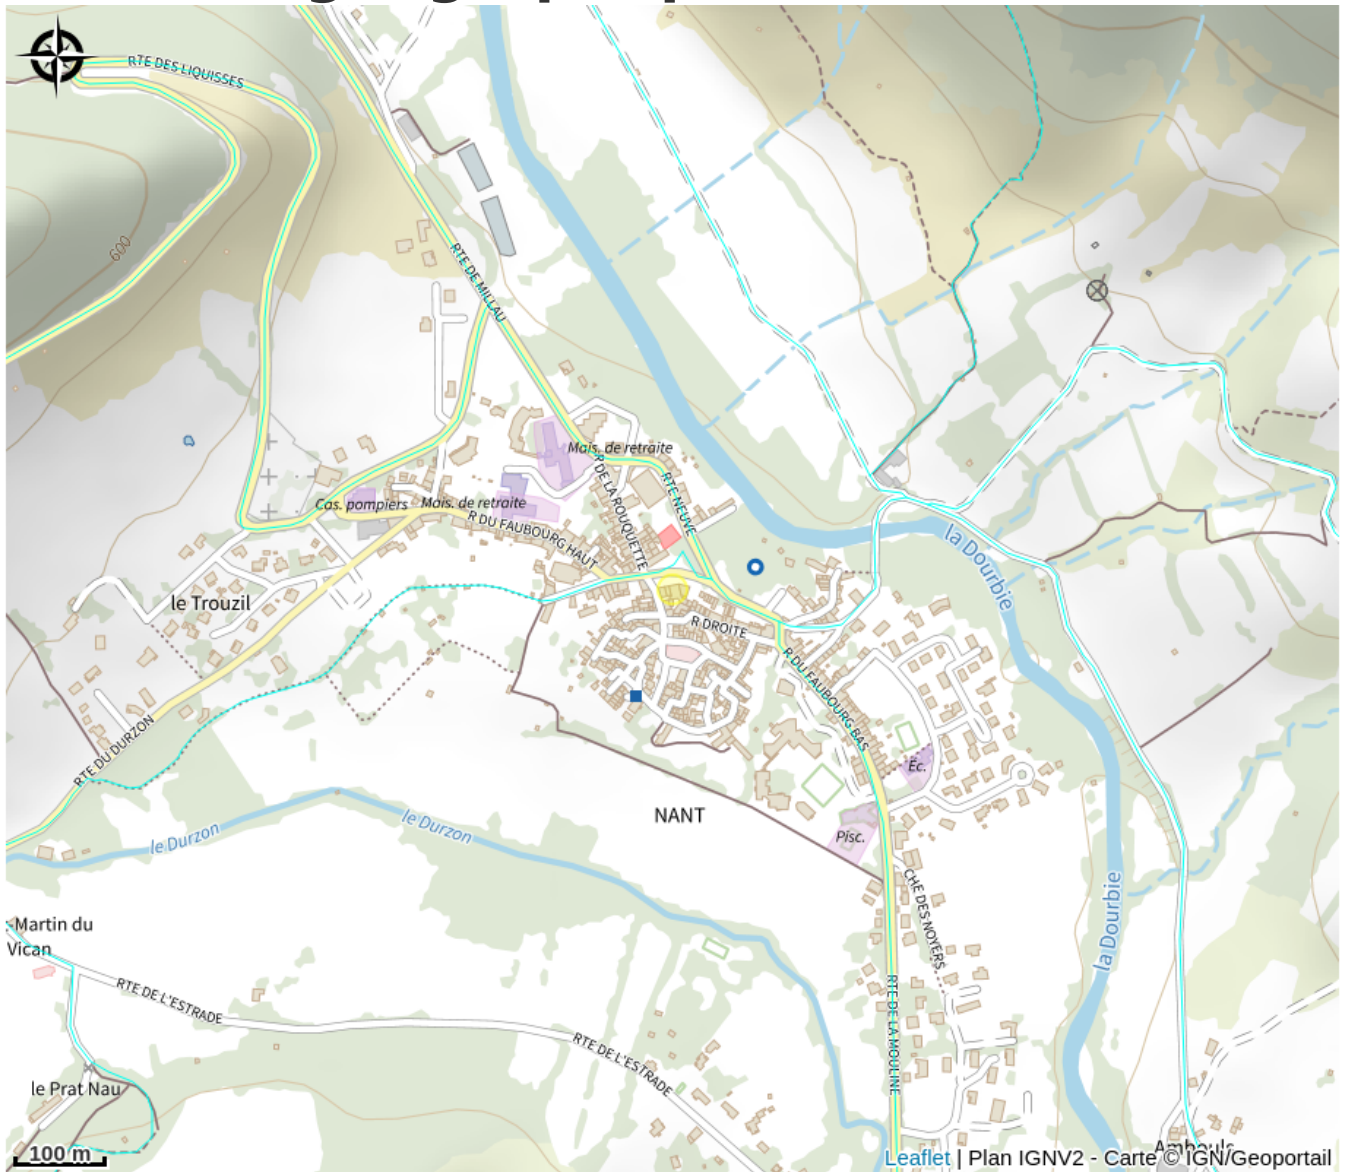 RTE DES LIQUISSES
600
RTE DE MILLAU
Mais. de retraite
R DE LA ROUQUETTE
RTE NEUVE
Cas. pompiers
Mais. de retraite
R DU FAUBOURG HAUT
la Dourbie
le Trouzil
R DROITE
R DU FAUBOURG BAS
RTE DU DURZON
Éc.
NANT
Pisc.
le Durzon
le Durzon
CHE DES NOYERS
la Dourbie
-Martin du
Vican
RTE DE L'ESTRADE
RTE DE L'ESTRADE
RTE DE LA MOULINE
le Prat Nau
Ambouls
100 m
Leaflet | Plan IGNV2 - Carte © IGN/Geoportail